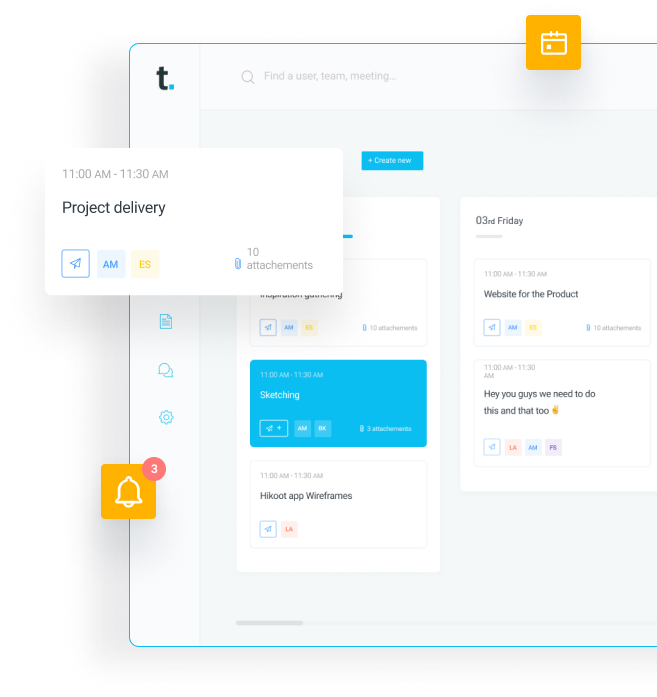 t.
Find a user, team, meeting...
+ Create new
11:00 AM - 11:30 AM
Project delivery
AM ES
10
attachements
Inspiration gathering
AM ES 10 attachements
11:00 AM - 11:30 AM
Sketching
+ AM BK 3 attachements
11:00 AM - 11:30 AM
Hikoot app Wireframes
LA
03rd Friday
11:00 AM - 11:30 AM
Website for the Product
AM ES 10 attachements
11:00 AM - 11:30
AM
Hey you guys we need to do
this and that too ✌
LA AM FS
3